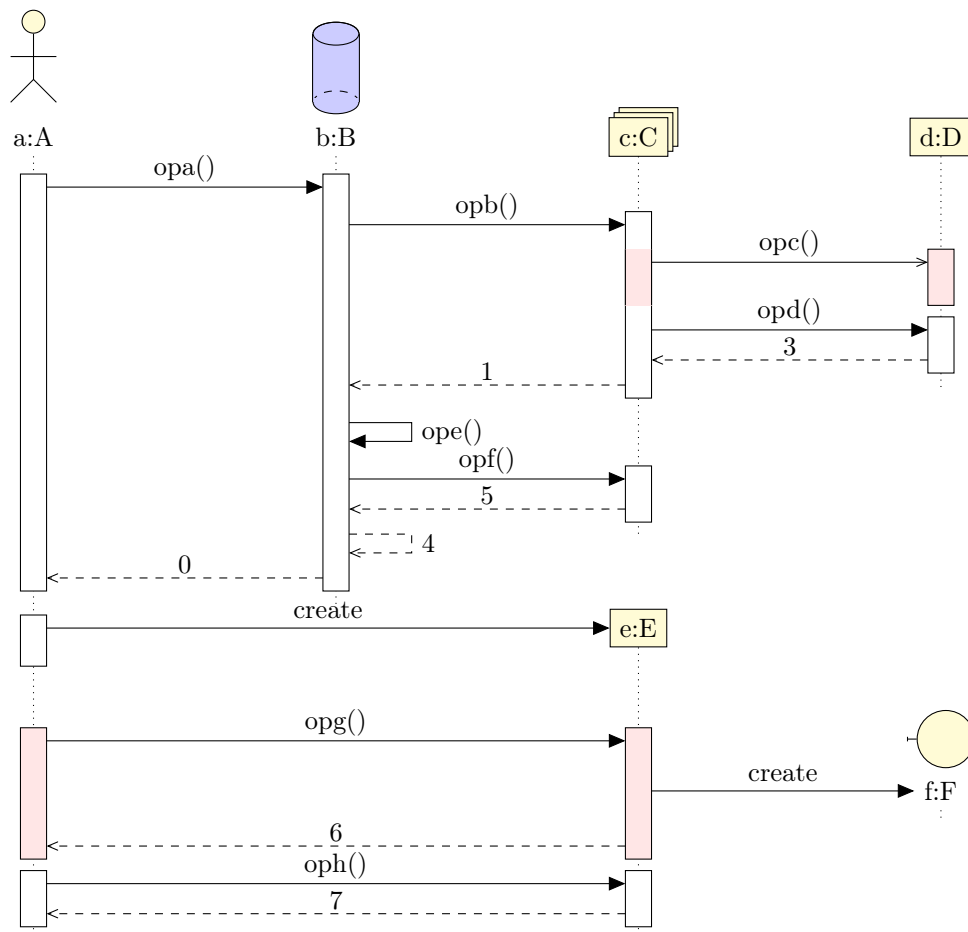 a:A
b:B
c:C
d:D
opa()
opb()
opc()
opd()
3
1
ope()
opf()
5
4
0
create
e:E
opg()
create
f:F
6
oph()
7